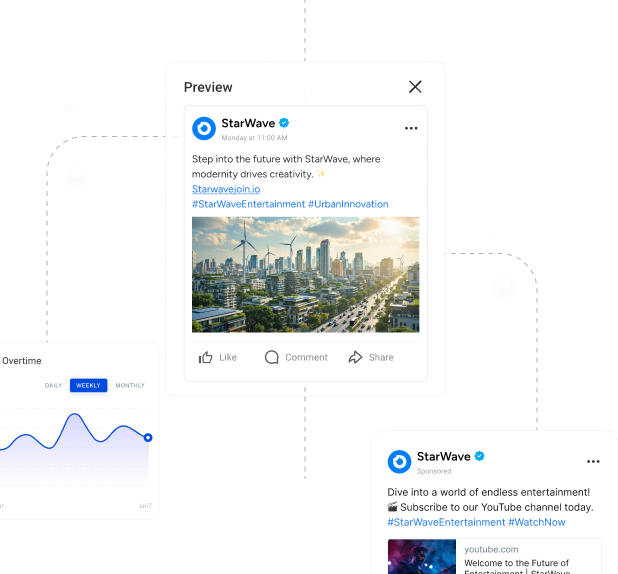 Preview
StarWave
Monday at 11:00 AM
Step into the future with StarWave, where
modernity drives creativity. ✨
Starwavejoin.io
#StarWaveEntertainment #UrbanInnovation
Like Comment Share
Overtime
DAILY WEEKLY MONTHLY
Jan7
StarWave
Sponsored
Dive into a world of endless entertainment!
🎬 Subscribe to our YouTube channel today.
#StarWaveEntertainment #WatchNow
youtube.com
Welcome to the Future of
Entertainment | StarWave